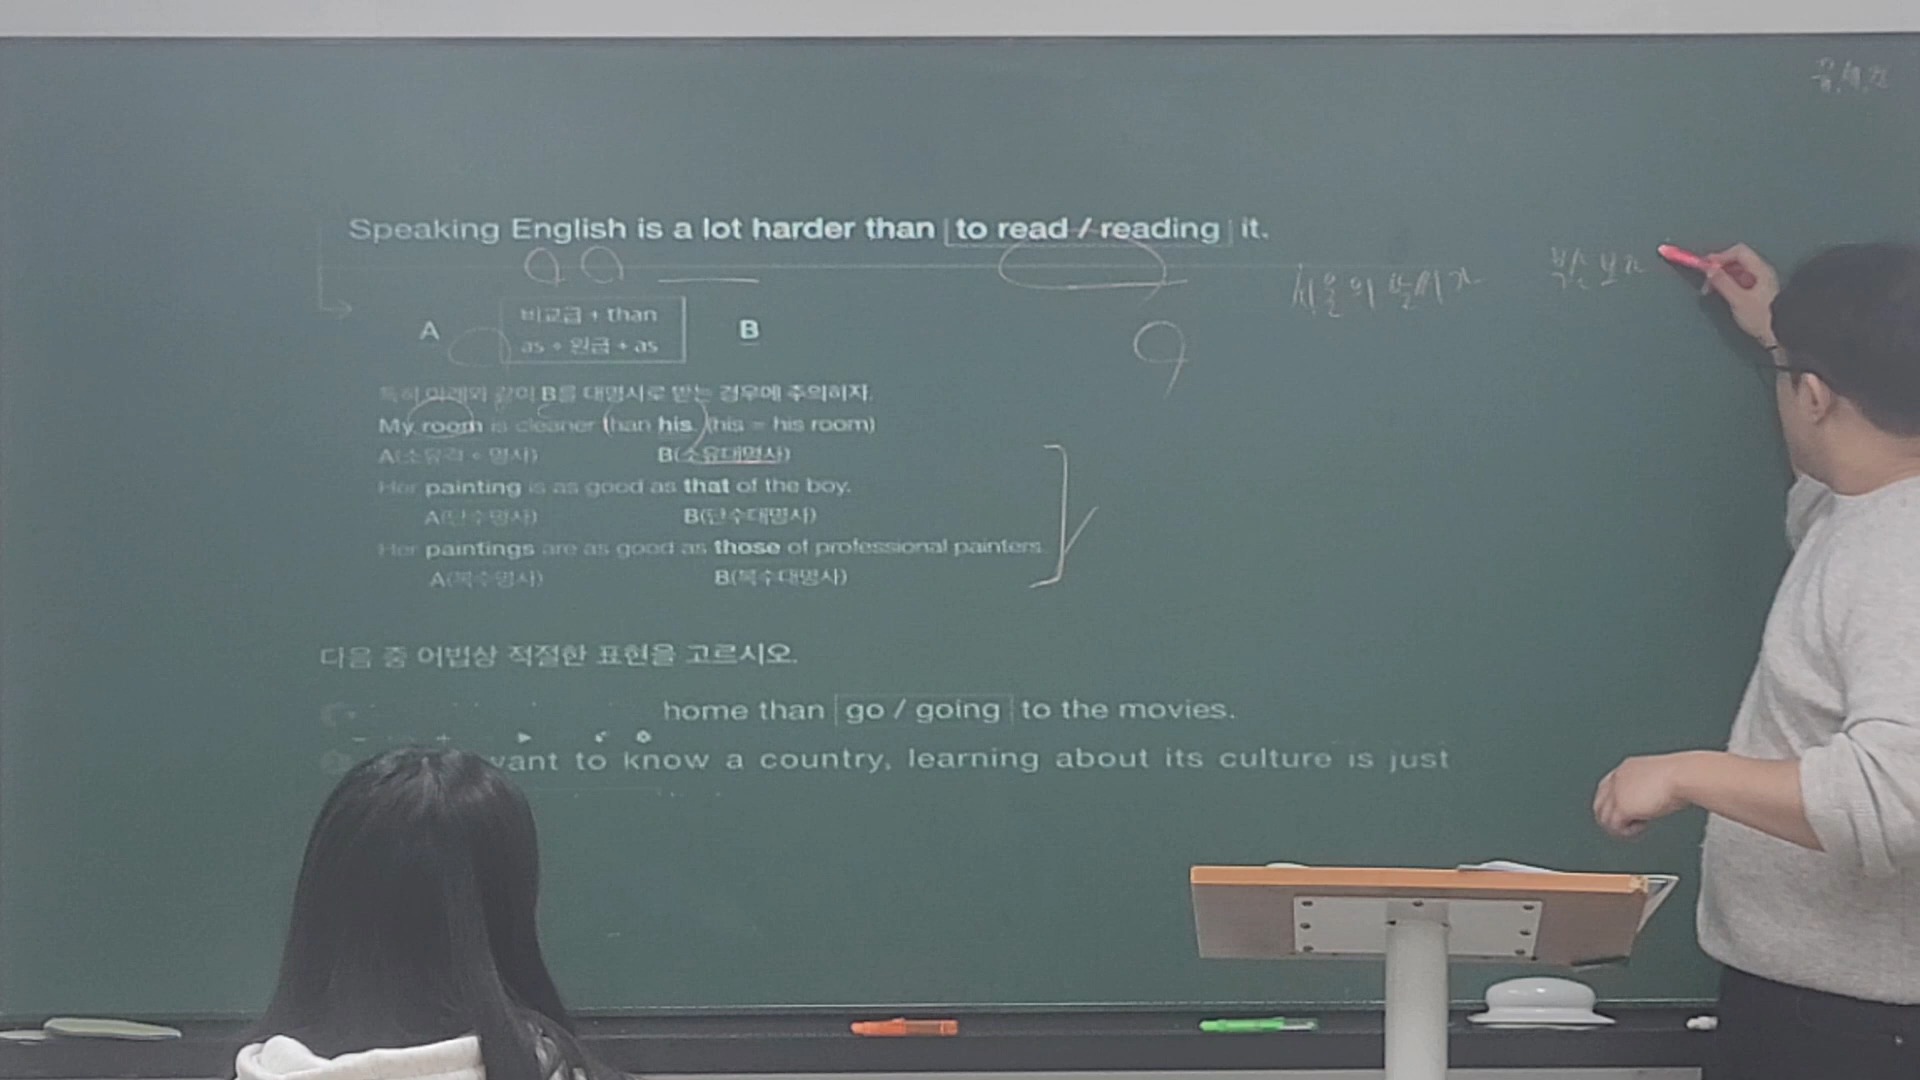 Speaking English is a lot harder than to read / reading it.
서울의 날씨가
A
비교급 + than
as + 원급 + as
B
특히 아래와 같이 B를 대명사로 받는 경우에 주의하자.
My room is cleaner than his. (his = his room)
A(소유격 + 명사) B(소유대명사)
Her painting is as good as that of the boy.
A(단수명사) B(단수대명사)
Her paintings are as good as those of professional painters.
A(복수명사) B(복수대명사)
다음 중 어법상 적절한 표현을 고르시오.
home than go / going to the movies.
want to know a country, learning about its culture is just